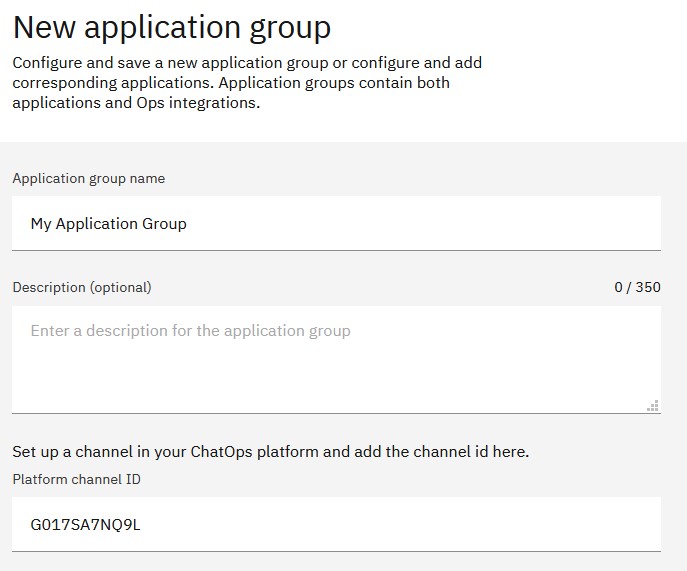 New application group
Configure and save a new application group or configure and add
corresponding applications. Application groups contain both
applications and Ops integrations.
Application group name
My Application Group
Description (optional) 0 / 350
Enter a description for the application group
Set up a channel in your ChatOps platform and add the channel id here.
Platform channel ID
G017SA7NQ9L